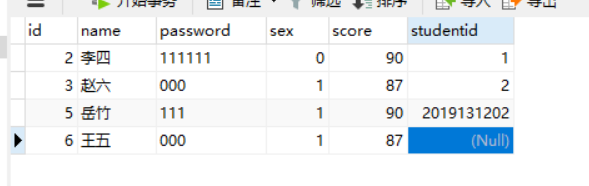 开始事务 备注 筛选 排序 导入 导出
id name password sex score studentid
2 李四 111111 0 90 1
3 赵六 000 1 87 2
5 岳竹 111 1 90 2019131202
6 王五 000 1 87 (Null)